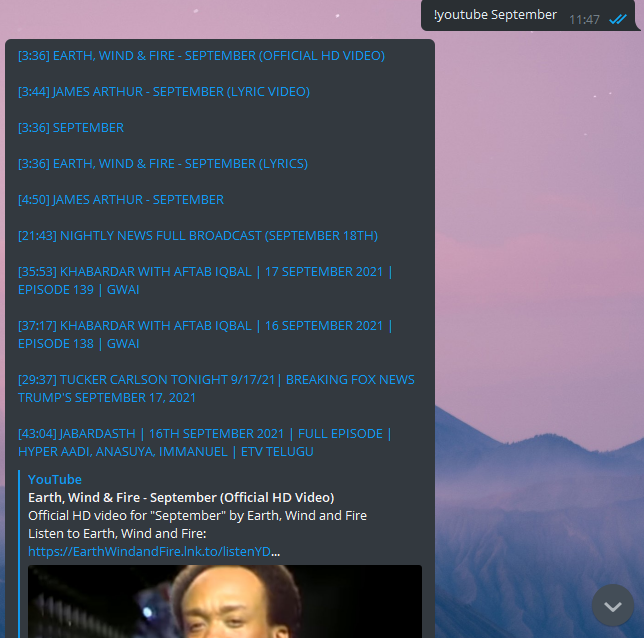 !youtube September 11:47
[3:36] EARTH, WIND & FIRE - SEPTEMBER (OFFICIAL HD VIDEO)
[3:44] JAMES ARTHUR - SEPTEMBER (LYRIC VIDEO)
[3:36] SEPTEMBER
[3:36] EARTH, WIND & FIRE - SEPTEMBER (LYRICS)
[4:50] JAMES ARTHUR - SEPTEMBER
[21:43] NIGHTLY NEWS FULL BROADCAST (SEPTEMBER 18TH)
[35:53] KHABARDAR WITH AFTAB IQBAL | 17 SEPTEMBER 2021 |
EPISODE 139 | GWAI
[37:17] KHABARDAR WITH AFTAB IQBAL | 16 SEPTEMBER 2021 |
EPISODE 138 | GWAI
[29:37] TUCKER CARLSON TONIGHT 9/17/21| BREAKING FOX NEWS
TRUMP'S SEPTEMBER 17, 2021
[43:04] JABARDASTH | 16TH SEPTEMBER 2021 | FULL EPISODE |
HYPER AADI, ANASUYA, IMMANUEL | ETV TELUGU
YouTube
Earth, Wind & Fire - September (Official HD Video)
Official HD video for "September" by Earth, Wind and Fire
Listen to Earth, Wind and Fire:
https://EarthWindandFire.lnk.to/listenYD...